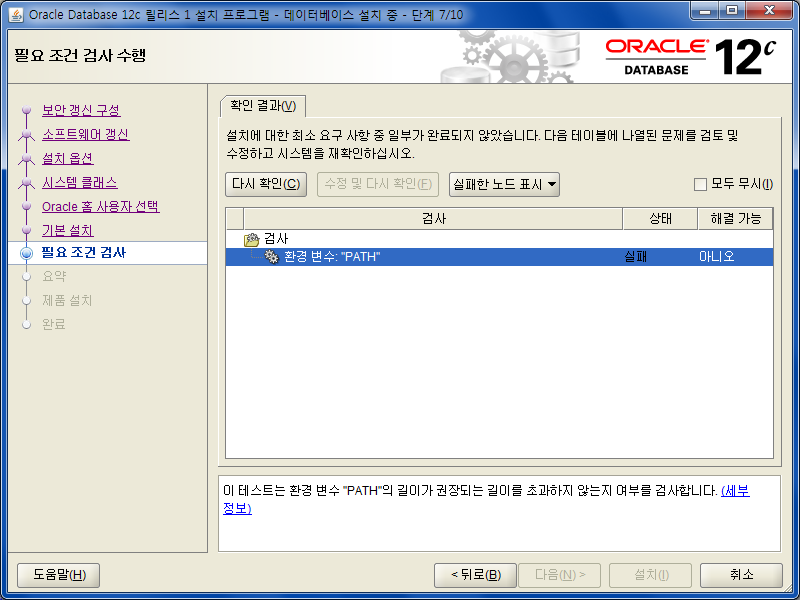 Oracle Database 12c 릴리스 1 설치 프로그램 - 데이터베이스 설치 중 - 단계 7/10
필요 조건 검사 수행
ORACLE®
DATABASE
12c
보안 갱신 구성
소프트웨어 갱신
설치 옵션
시스템 클래스
Oracle 홈 사용자 선택
기본 설치
필요 조건 검사
요약
제품 설치
완료
확인 결과(V)
설치에 대한 최소 요구 사항 중 일부가 완료되지 않았습니다. 다음 테이블에 나열된 문제를 검토 및
수정하고 시스템을 재확인하십시오.
다시 확인(C) 수정 및 다시 확인(F) 실패한 노드 표시 모두 무시(I)
검사 상태 해결 가능
검사
환경 변수: "PATH" 실패 아니오
이 테스트는 환경 변수 "PATH"의 길이가 권장되는 길이를 초과하지 않는지 여부를 검사합니다. (세부
정보)
도움말(H) < 뒤로(B) 다음(N) > 설치(I) 취소